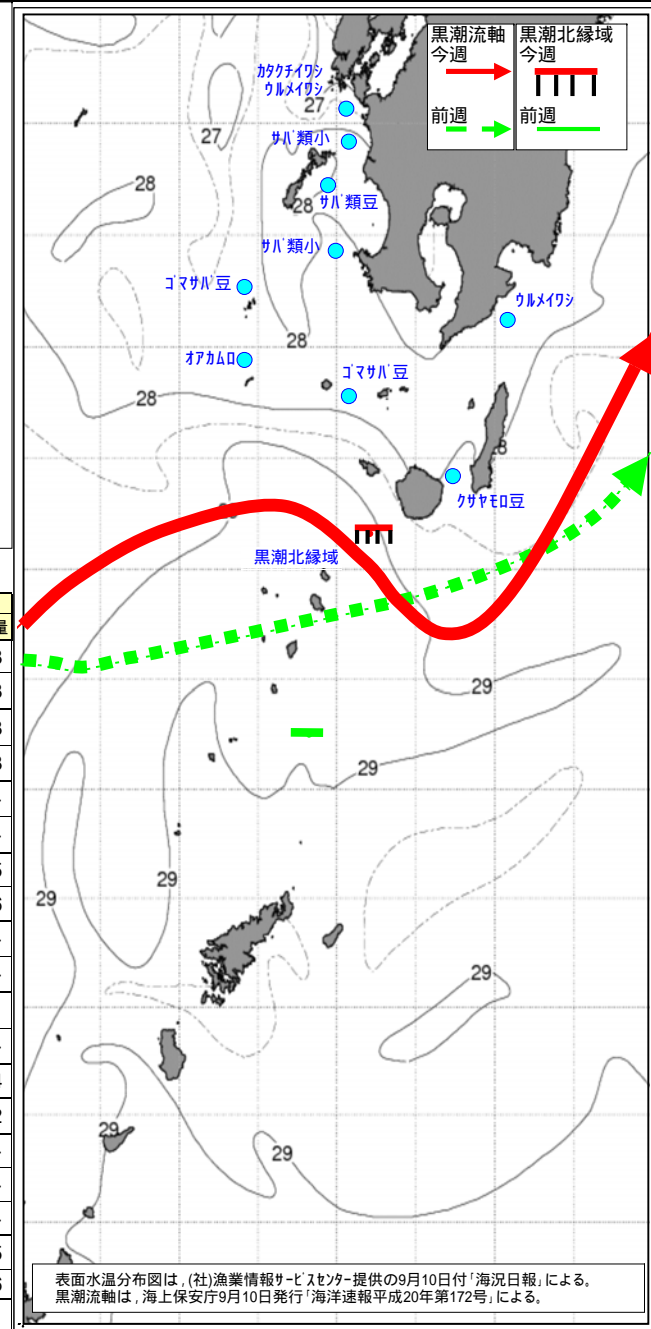 黒潮流軸
今週
前週
黒潮北縁域
今週
前週
ｶﾀｸﾁｲﾜｼ
ｳﾙﾒｲﾜｼ
27
ｻﾊﾞ類小
27
28
28
ｻﾊﾞ類豆
ｻﾊﾞ類小
ｺﾞﾏｻﾊﾞ豆
ｳﾙﾒｲﾜｼ
28
ｵｱｶﾑﾛ
ｺﾞﾏｻﾊﾞ豆
28
8
ｸｻﾔﾓﾛ豆
黒潮北縁域
量
29
29
29
29
29
29
29
表面水温分布図は，(社)漁業情報ｻｰﾋﾞｽｾﾝﾀｰ提供の9月10日付｢海況日報｣による。
黒潮流軸は，海上保安庁9月10日発行｢海洋速報平成20年第172号｣による。